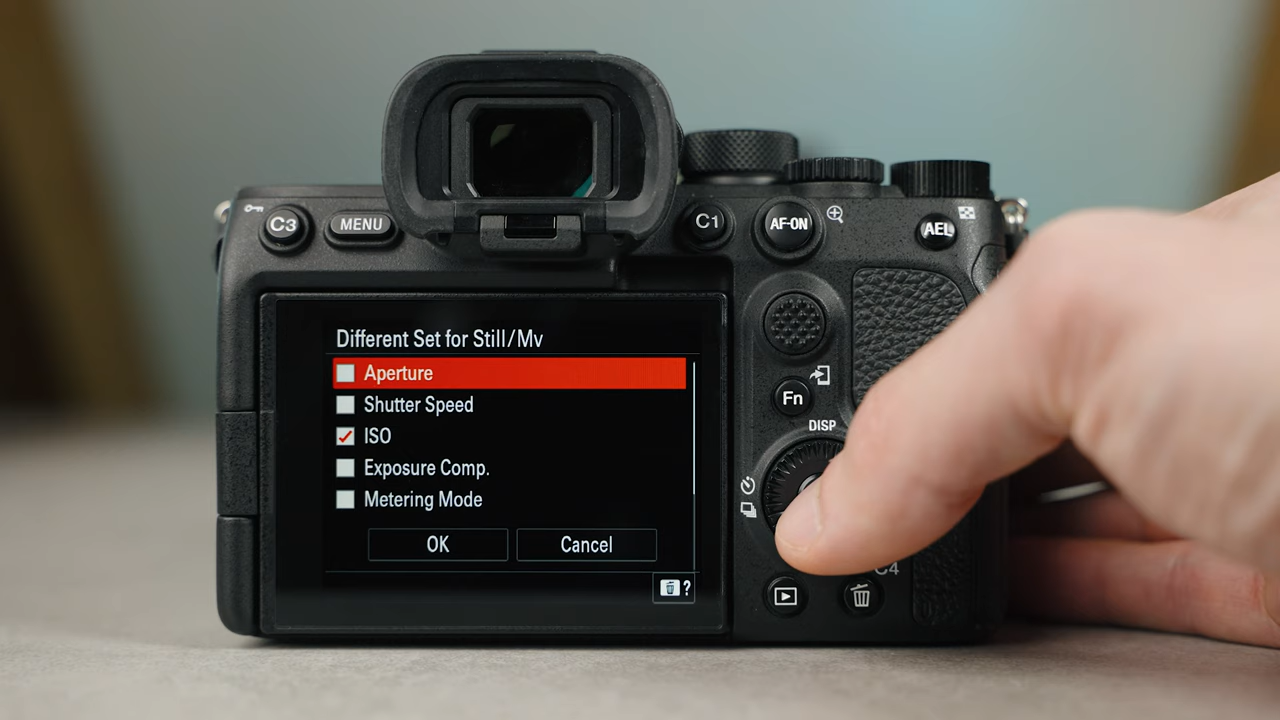 C3
MENU
C1
AF-ON
AEL
Different Set for Still/Mv
Aperture
Shutter Speed
ISO
Exposure Comp.
Metering Mode
OK
Cancel
?
Fn
DISP
C4